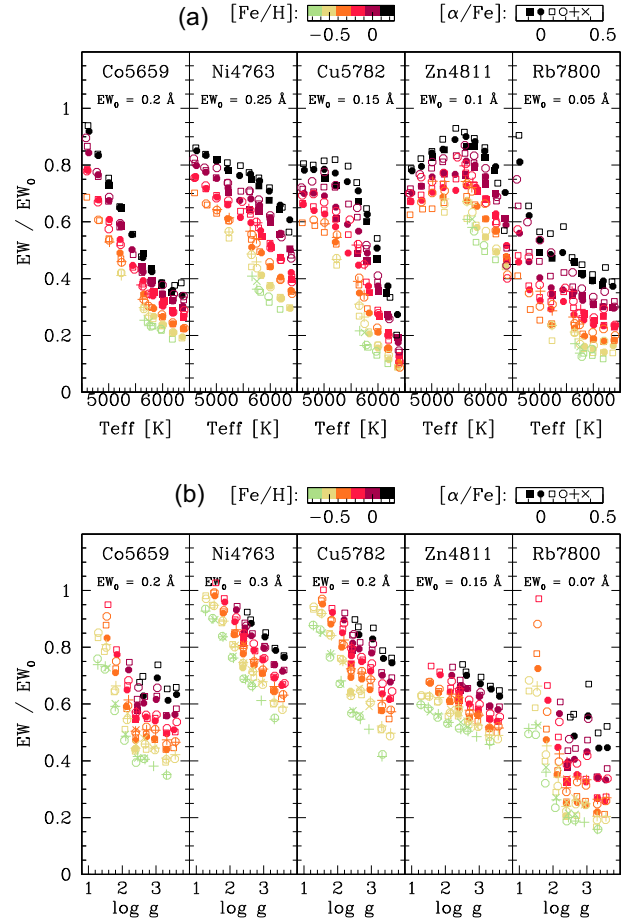 (a) [Fe/H]: [α/Fe]:
−0.5 0 0 0.5
Co5659 Ni4763 Cu5782 Zn4811 Rb7800
EW₀ = 0.2 Å EW₀ = 0.25 Å EW₀ = 0.15 Å EW₀ = 0.1 Å EW₀ = 0.05 Å
1
0.8
0.6
0.4
0.2
0
EW / EW₀
5000 6000 5000 6000 5000 6000 5000 6000 5000 6000
Teff [K] Teff [K] Teff [K] Teff [K] Teff [K]
(b) [Fe/H]: [α/Fe]:
−0.5 0 0 0.5
Co5659 Ni4763 Cu5782 Zn4811 Rb7800
EW₀ = 0.2 Å EW₀ = 0.3 Å EW₀ = 0.2 Å EW₀ = 0.15 Å EW₀ = 0.07 Å
1
0.8
0.6
0.4
0.2
0
EW / EW₀
1 2 3 1 2 3 1 2 3 1 2 3 1 2 3 4
log g log g log g log g log g